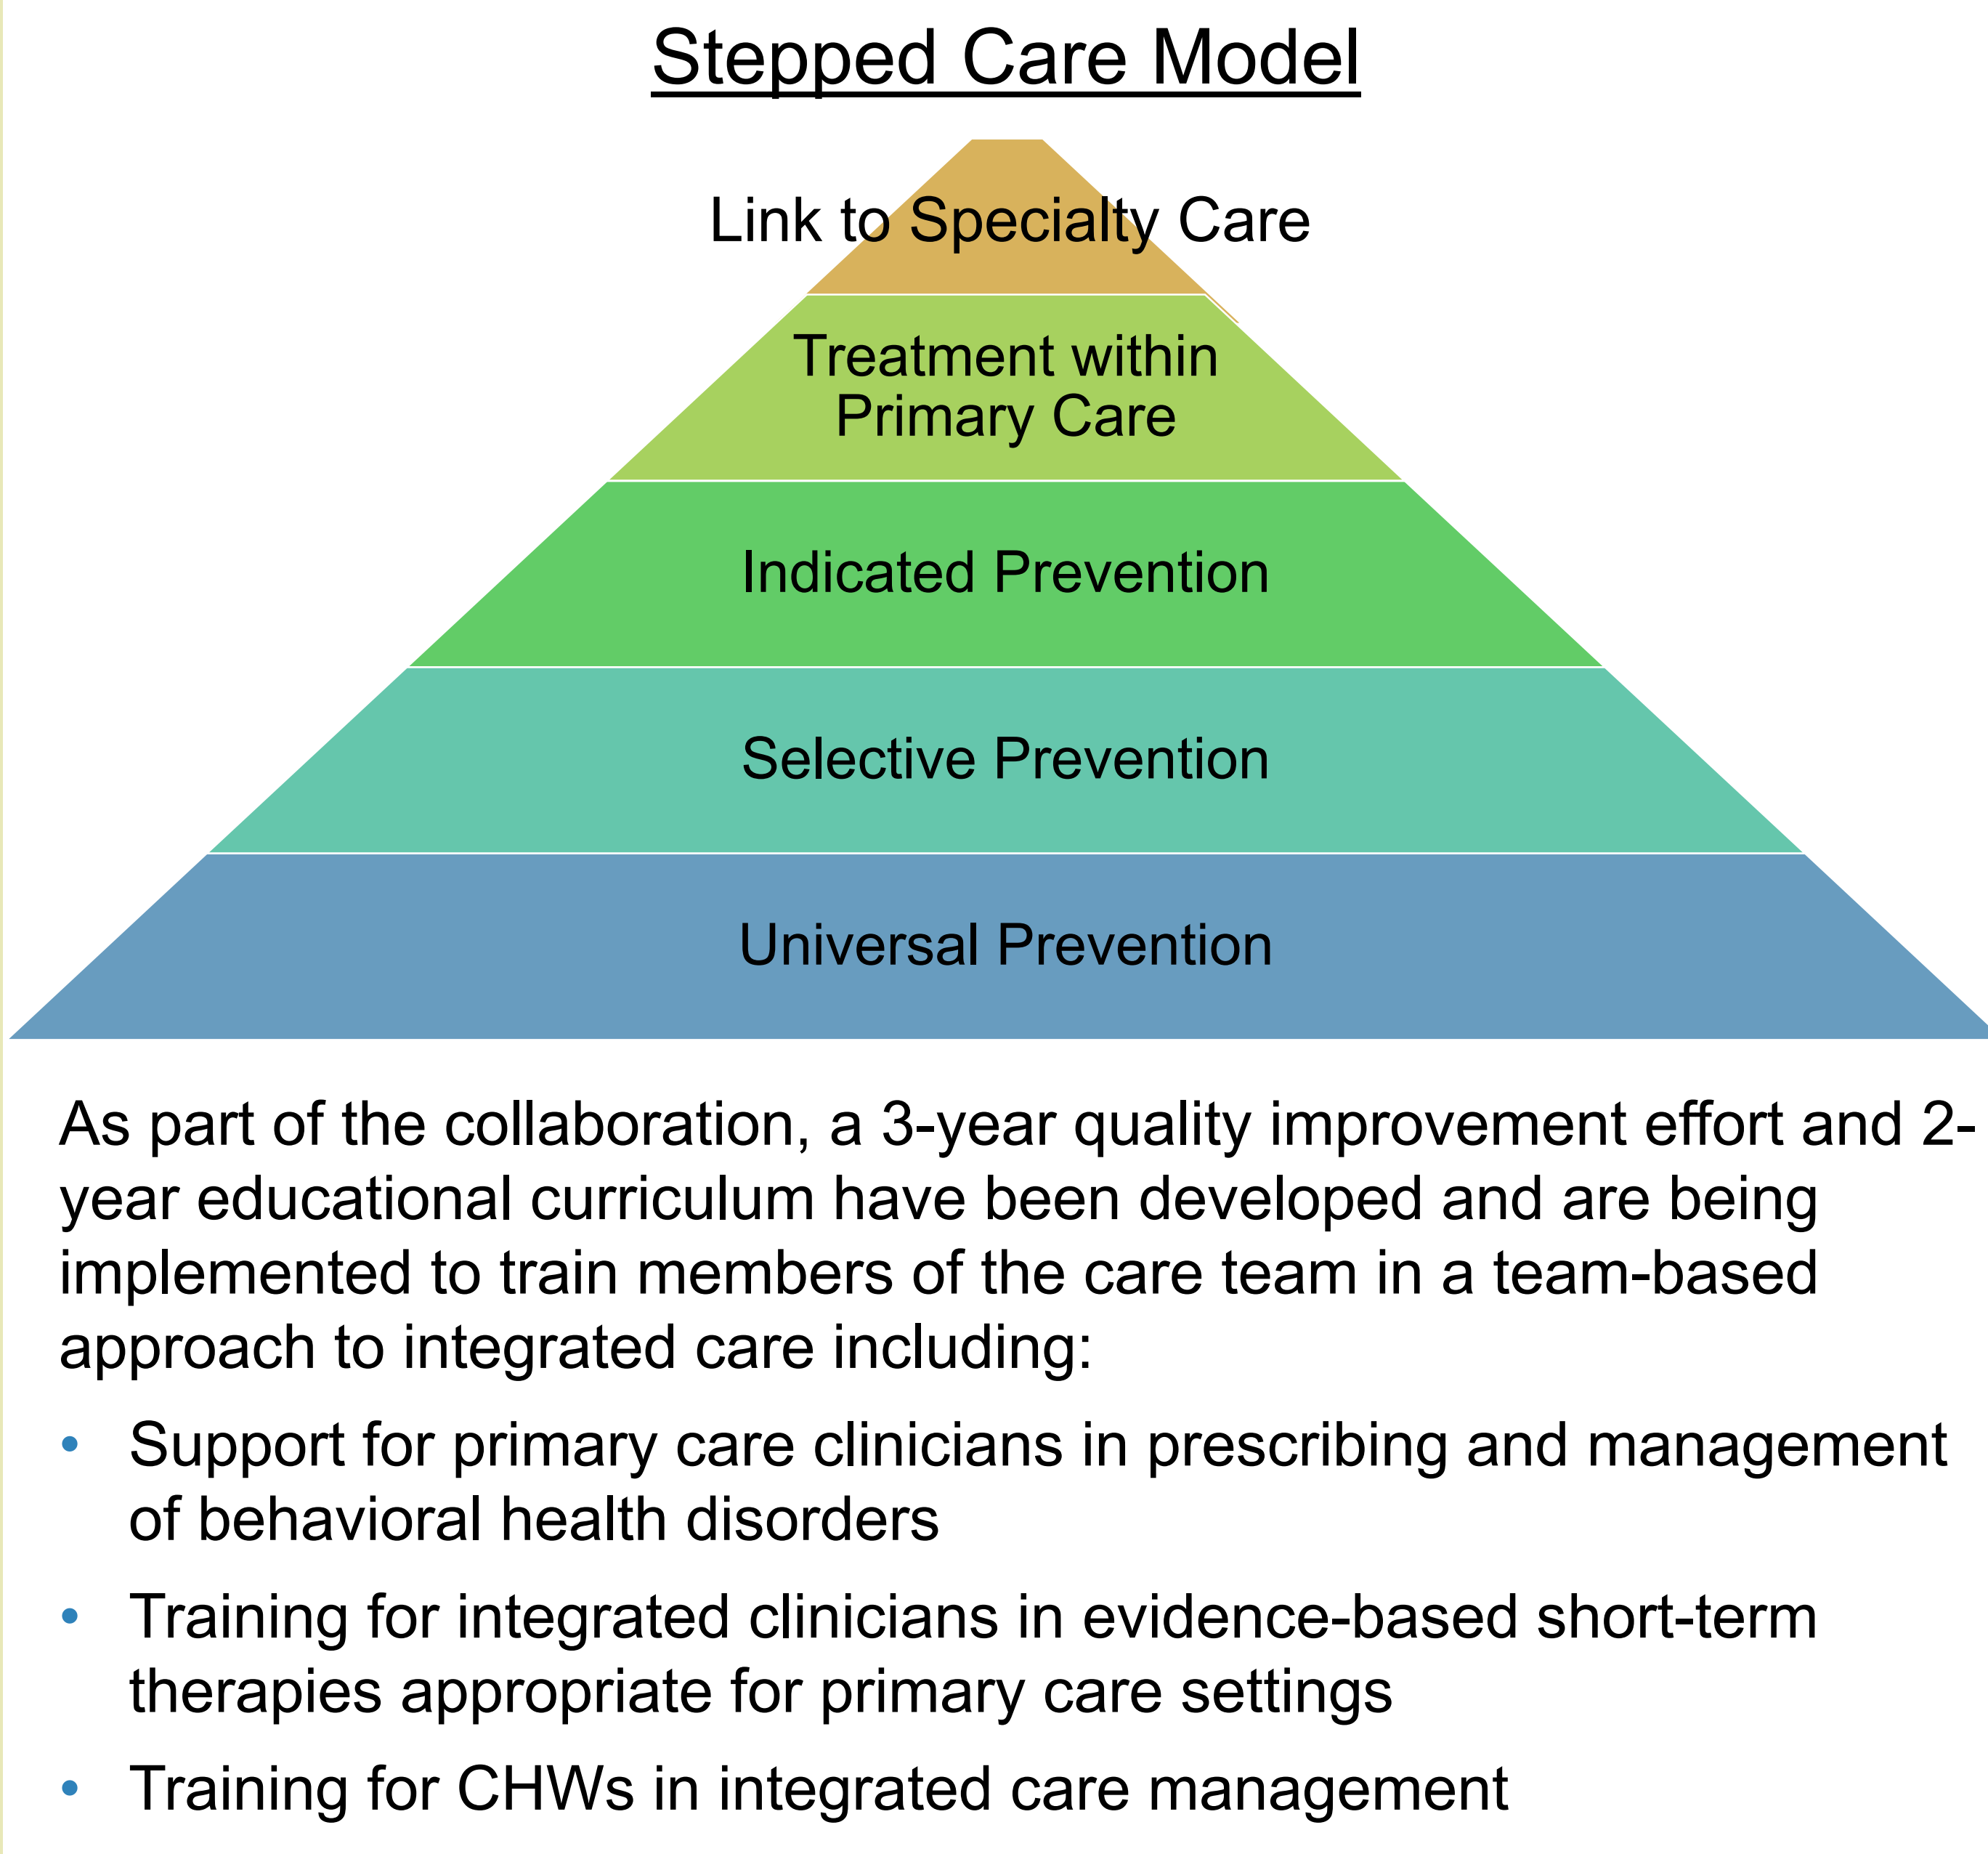 Stepped Care Model
Link to Specialty Care
Treatment within
Primary Care
Indicated Prevention
Selective Prevention
Universal Prevention
As part of the collaboration, a 3-year quality improvement effort and 2-
year educational curriculum have been developed and are being
implemented to train members of the care team in a team-based
approach to integrated care including:
• Support for primary care clinicians in prescribing and management
of behavioral health disorders
• Training for integrated clinicians in evidence-based short-term
therapies appropriate for primary care settings
• Training for CHWs in integrated care management